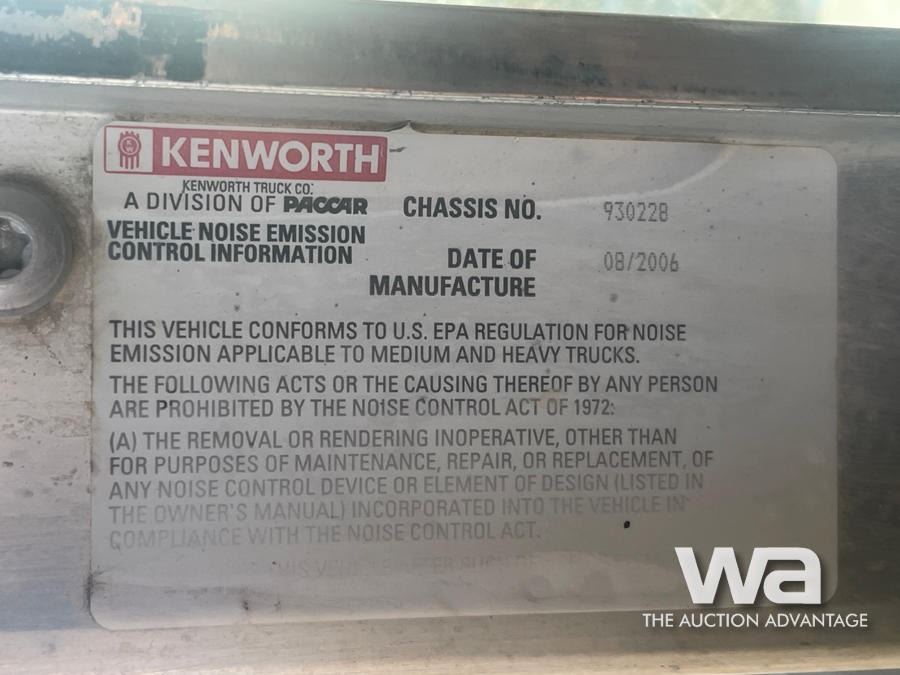 KENWORTH
KENWORTH TRUCK CO.
A DIVISION OF PACCAR
CHASSIS NO. 930228
VEHICLE NOISE EMISSION
CONTROL INFORMATION
DATE OF 08/2006
MANUFACTURE
THIS VEHICLE CONFORMS TO U.S. EPA REGULATION FOR NOISE
EMISSION APPLICABLE TO MEDIUM AND HEAVY TRUCKS.
THE FOLLOWING ACTS OR THE CAUSING THEREOF BY ANY PERSON
ARE PROHIBITED BY THE NOISE CONTROL ACT OF 1972:
(A) THE REMOVAL OR RENDERING INOPERATIVE, OTHER THAN
FOR PURPOSES OF MAINTENANCE, REPAIR, OR REPLACEMENT, OF
ANY NOISE CONTROL DEVICE OR ELEMENT OF DESIGN (LISTED IN
THE OWNER'S MANUAL) INCORPORATED INTO THE VEHICLE IN
COMPLIANCE WITH THE NOISE CONTROL ACT.
THIS VEHICLE AFTER SUCH
wa
THE AUCTION ADVANTAGE